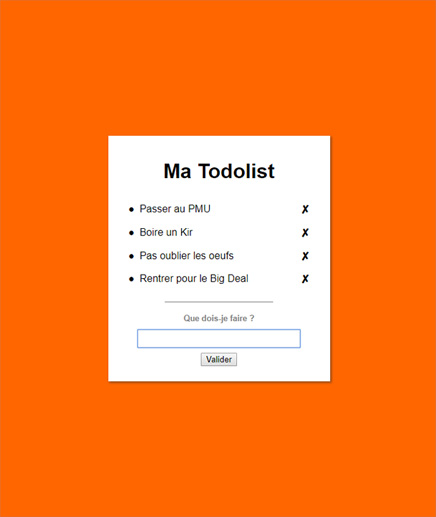 Ma Todolist
● Passer au PMU ✗
● Boire un Kir ✗
● Pas oublier les oeufs ✗
● Rentrer pour le Big Deal ✗
Que dois-je faire ?
Valider